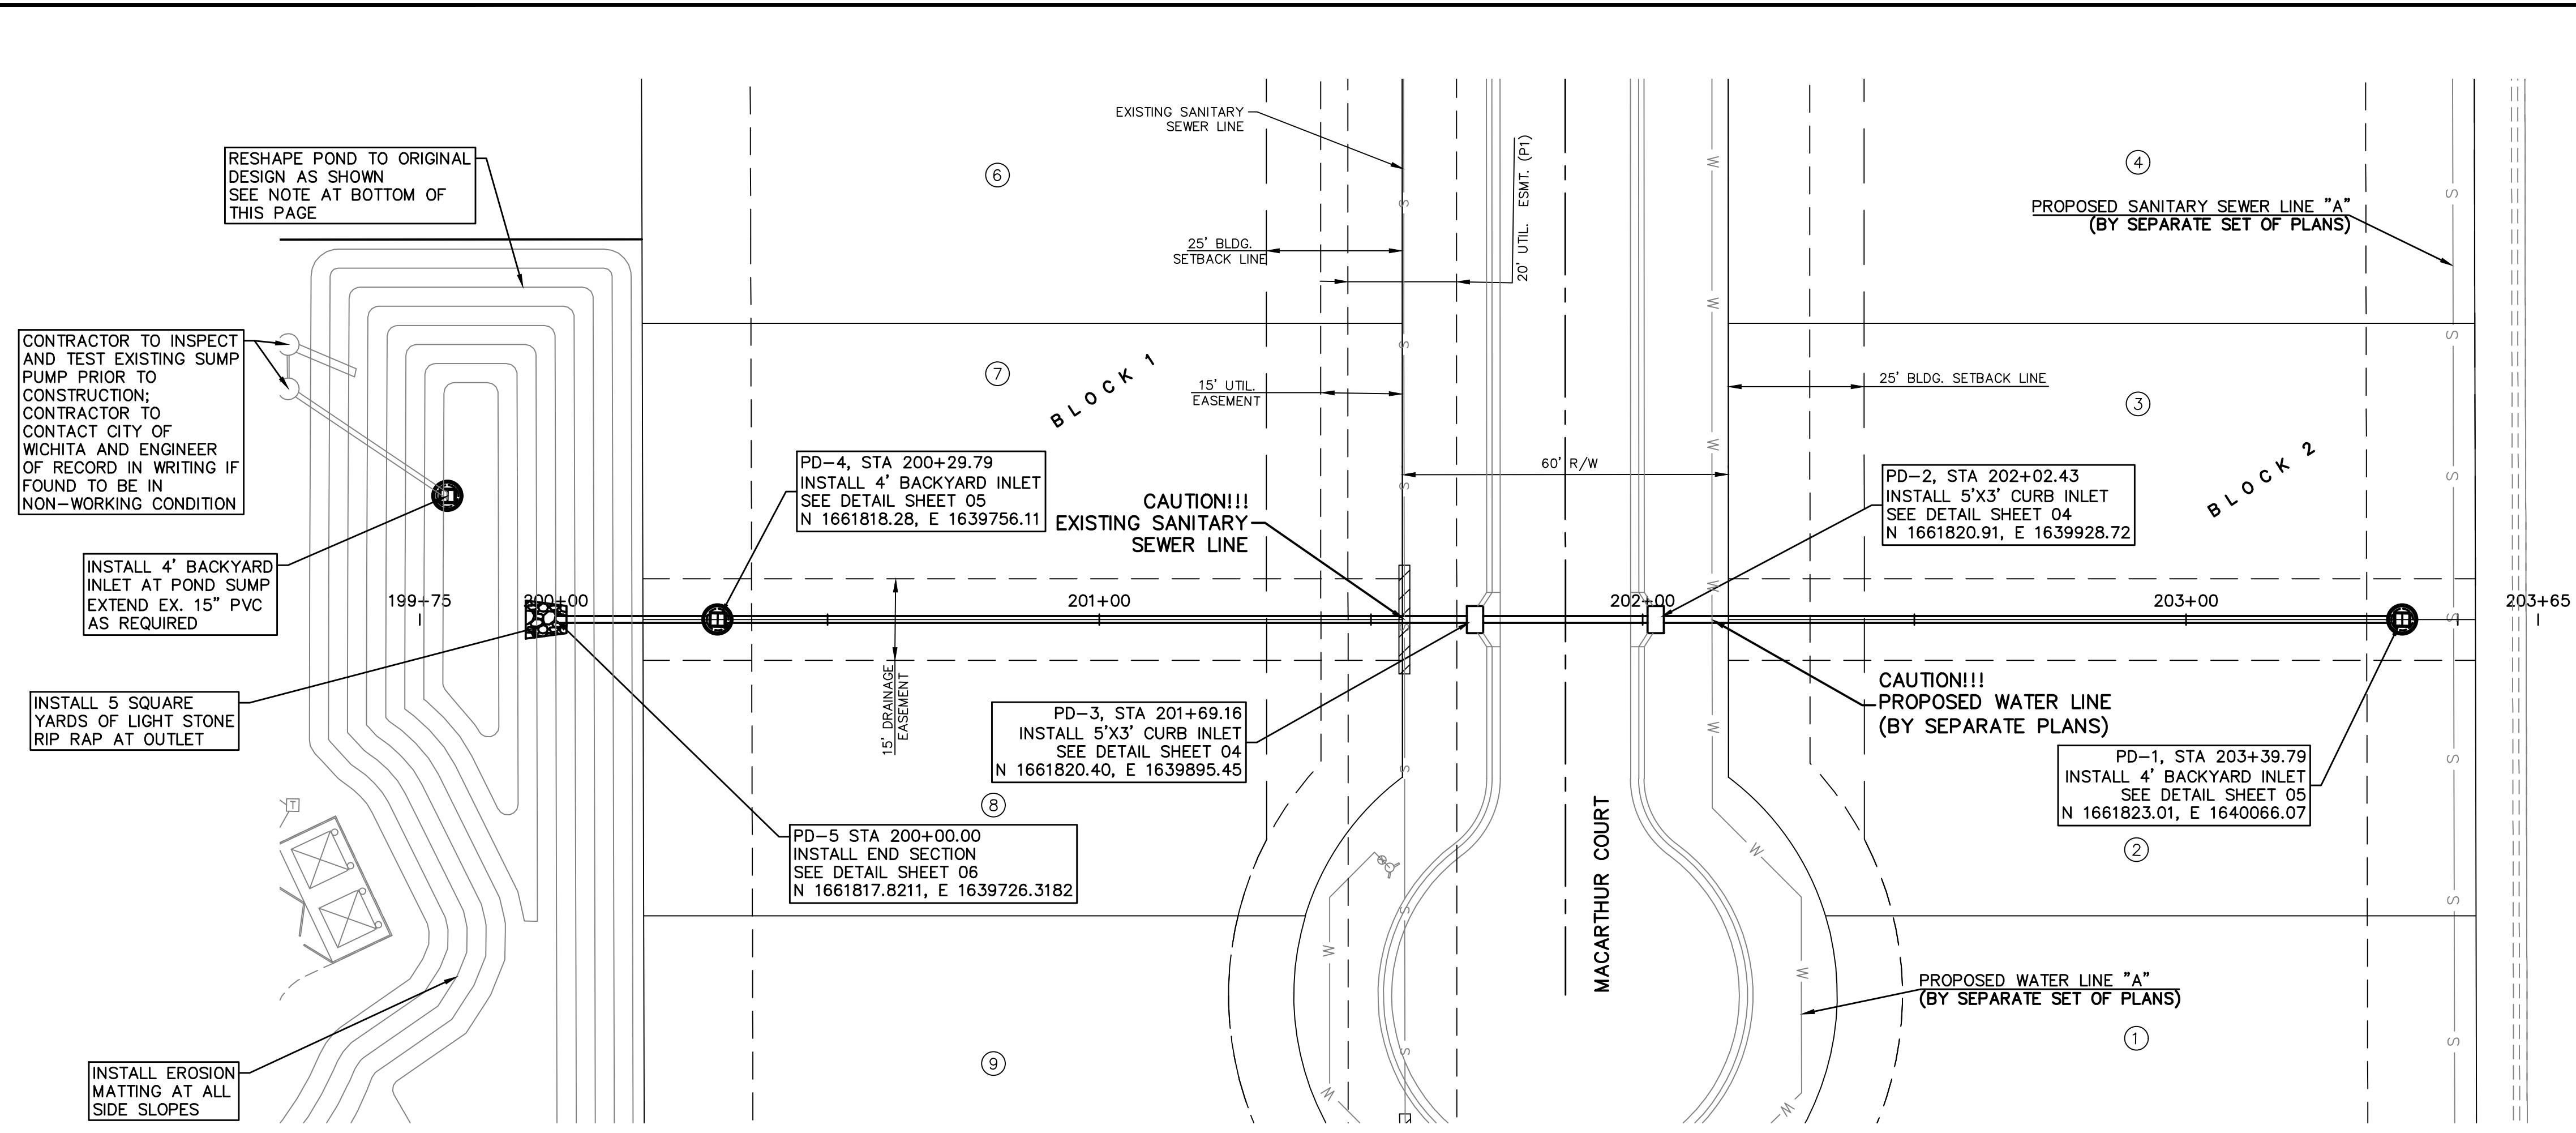 EXISTING SANITARY
SEWER LINE
20' UTIL. ESMT. (P1)
RESHAPE POND TO ORIGINAL
DESIGN AS SHOWN
SEE NOTE AT BOTTOM OF
THIS PAGE
6
4
PROPOSED SANITARY SEWER LINE "A"
(BY SEPARATE SET OF PLANS)
25' BLDG.
SETBACK LINE
CONTRACTOR TO INSPECT
AND TEST EXISTING SUMP
PUMP PRIOR TO
CONSTRUCTION;
CONTRACTOR TO
CONTACT CITY OF
WICHITA AND ENGINEER
OF RECORD IN WRITING IF
FOUND TO BE IN
NON-WORKING CONDITION
7
BLOCK 1
15' UTIL.
EASEMENT
25' BLDG. SETBACK LINE
3
BLOCK 2
60' R/W
PD-4, STA 200+29.79
INSTALL 4' BACKYARD INLET
SEE DETAIL SHEET 05
N 1661818.28, E 1639756.11
CAUTION!!!
EXISTING SANITARY
SEWER LINE
PD-2, STA 202+02.43
INSTALL 5'X3' CURB INLET
SEE DETAIL SHEET 04
N 1661820.91, E 1639928.72
INSTALL 4' BACKYARD
INLET AT POND SUMP
EXTEND EX. 15" PVC
AS REQUIRED
199+75
200+00
201+00
202+00
203+00
203+65
INSTALL 5 SQUARE
YARDS OF LIGHT STONE
RIP RAP AT OUTLET
15' DRAINAGE
EASEMENT
PD-3, STA 201+69.16
INSTALL 5'X3' CURB INLET
SEE DETAIL SHEET 04
N 1661820.40, E 1639895.45
CAUTION!!!
PROPOSED WATER LINE
(BY SEPARATE PLANS)
PD-1, STA 203+39.79
INSTALL 4' BACKYARD INLET
SEE DETAIL SHEET 05
N 1661823.01, E 1640066.07
T
8
PD-5 STA 200+00.00
INSTALL END SECTION
SEE DETAIL SHEET 06
N 1661817.8211, E 1639726.3182
2
MACARTHUR COURT
PROPOSED WATER LINE "A"
(BY SEPARATE SET OF PLANS)
INSTALL EROSION
MATTING AT ALL
SIDE SLOPES
9
1
S
S
S
S
S
S
S
S
S
S
S
S
S
W
W
W
W
W
W
W
W
W
W